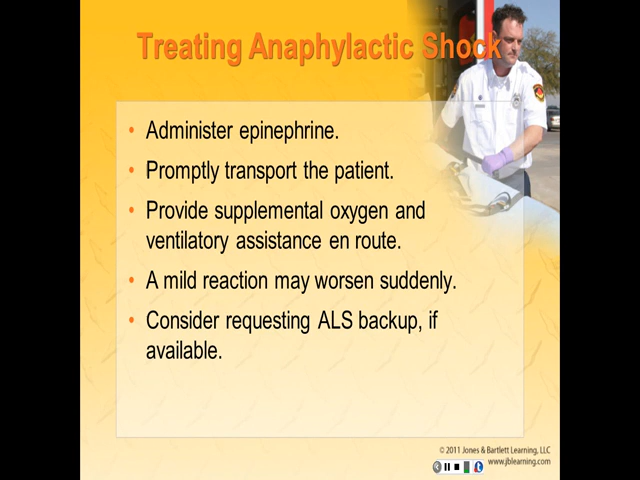 Treating Anaphylactic Shock
• Administer epinephrine.
• Promptly transport the patient.
• Provide supplemental oxygen and
ventilatory assistance en route.
• A mild reaction may worsen suddenly.
• Consider requesting ALS backup, if
available.
© 2011 Jones & Bartlett Learning, LLC
www.jblearning.com